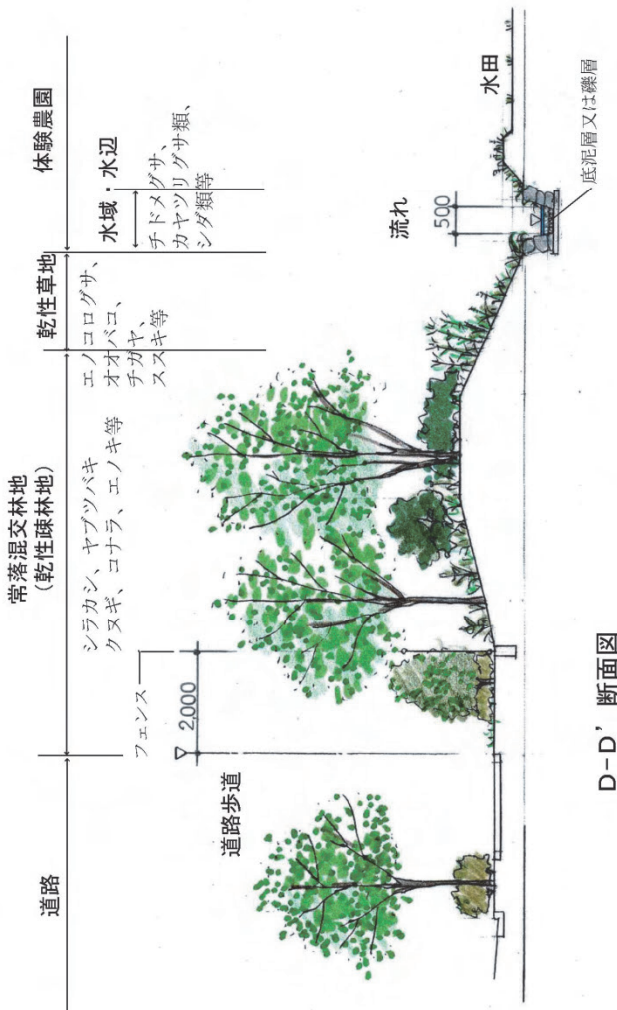 道路
常落混交林地
(乾性疎林地)
乾性草地
体験農園
シラカシ、ヤブツバキ
クヌギ、コナラ、エノキ等
エノコログサ、
オオバコ、
チガヤ、
ススキ等
水域・水辺
チドメグサ、
カヤツリグサ類、
シダ類等
フェンス
2,000
道路歩道
流れ
500
水田
底泥層又は礫層
D-D’ 断面図